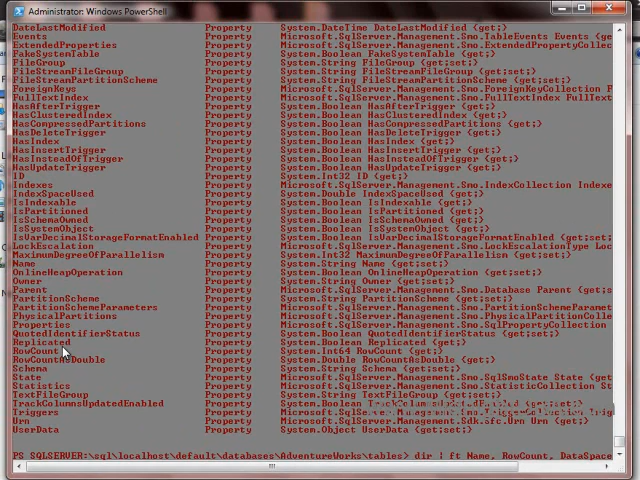 Administrator: Windows PowerShell
DateLastModified Property System.DateTime DateLastModified {get;}
Events Property Microsoft.SqlServer.Management.Smo.TableEvents Events {ge
ExtendedProperties Property Microsoft.SqlServer.Management.Smo.ExtendedPropertyCollec
FakeSystemTable Property System.Boolean FakeSystemTable {get;}
FileGroup Property System.String FileGroup {get;set;}
FileStreamFileGroup Property System.String FileStreamFileGroup {get;set;}
FileStreamPartitionScheme Property System.String FileStreamPartitionScheme {get;set;}
ForeignKeys Property Microsoft.SqlServer.Management.Smo.ForeignKeyCollection F
FullTextIndex Property Microsoft.SqlServer.Management.Smo.FullTextIndex FullText
HasAfterTrigger Property System.Boolean HasAfterTrigger {get;}
HasClusteredIndex Property System.Boolean HasClusteredIndex {get;}
HasCompressedPartitions Property System.Boolean HasCompressedPartitions {get;}
HasDeleteTrigger Property System.Boolean HasDeleteTrigger {get;}
HasIndex Property System.Boolean HasIndex {get;}
HasInsertTrigger Property System.Boolean HasInsertTrigger {get;}
HasInsteadOfTrigger Property System.Boolean HasInsteadOfTrigger {get;}
HasUpdateTrigger Property System.Boolean HasUpdateTrigger {get;}
ID Property System.Int32 ID {get;}
Indexes Property Microsoft.SqlServer.Management.Smo.IndexCollection Indexe
IndexSpaceUsed Property System.Double IndexSpaceUsed {get;}
IsIndexable Property System.Boolean IsIndexable {get;}
IsPartitioned Property System.Boolean IsPartitioned {get;}
IsSchemaOwned Property System.Boolean IsSchemaOwned {get;}
IsSystemObject Property System.Boolean IsSystemObject {get;}
IsVarDecimalStorageFormatEnabled Property System.Boolean IsVarDecimalStorageFormatEnabled {get;se
LockEscalation Property Microsoft.SqlServer.Management.Smo.LockEscalationType Loc
MaximumDegreeOfParallelism Property System.Int32 MaximumDegreeOfParallelism {get;set;}
Name Property System.String Name {get;set;}
OnlineHeapOperation Property System.Boolean OnlineHeapOperation {get;set;}
Owner Property System.String Owner {get;set;}
Parent Property Microsoft.SqlServer.Management.Smo.Database Parent {get;s
PartitionScheme Property System.String PartitionScheme {get;set;}
PartitionSchemeParameters Property Microsoft.SqlServer.Management.Smo.PartitionSchemeParamet
PhysicalPartitions Property Microsoft.SqlServer.Management.Smo.PhysicalPartitionColle
Properties Property Microsoft.SqlServer.Management.Smo.SqlPropertyCollection
QuotedIdentifierStatus Property System.Boolean QuotedIdentifierStatus {get;set;}
Replicated Property System.Boolean Replicated {get;}
RowCount Property System.Int64 RowCount {get;}
RowCountAsDouble Property System.Double RowCountAsDouble {get;}
Schema Property System.String Schema {get;set;}
State Property Microsoft.SqlServer.Management.Smo.SqlSmoState State {get;
Statistics Property Microsoft.SqlServer.Management.Smo.StatisticCollection St
TextFileGroup Property System.String TextFileGroup {get;set;}
TrackColumnsUpdatedEnabled Property System.Boolean TrackColumnsUpdatedEnabled {get;set;}
Triggers Property Microsoft.SqlServer.Management.Smo.TriggerCollection Trig
Urn Property Microsoft.SqlServer.Management.Sdk.Sfc.Urn Urn {get;}
UserData Property System.Object UserData {get;set;}
PS SQLSERVER:\sql\localhost\default\databases\AdventureWorks\tables> dir | ft Name, RowCount, DataSpace